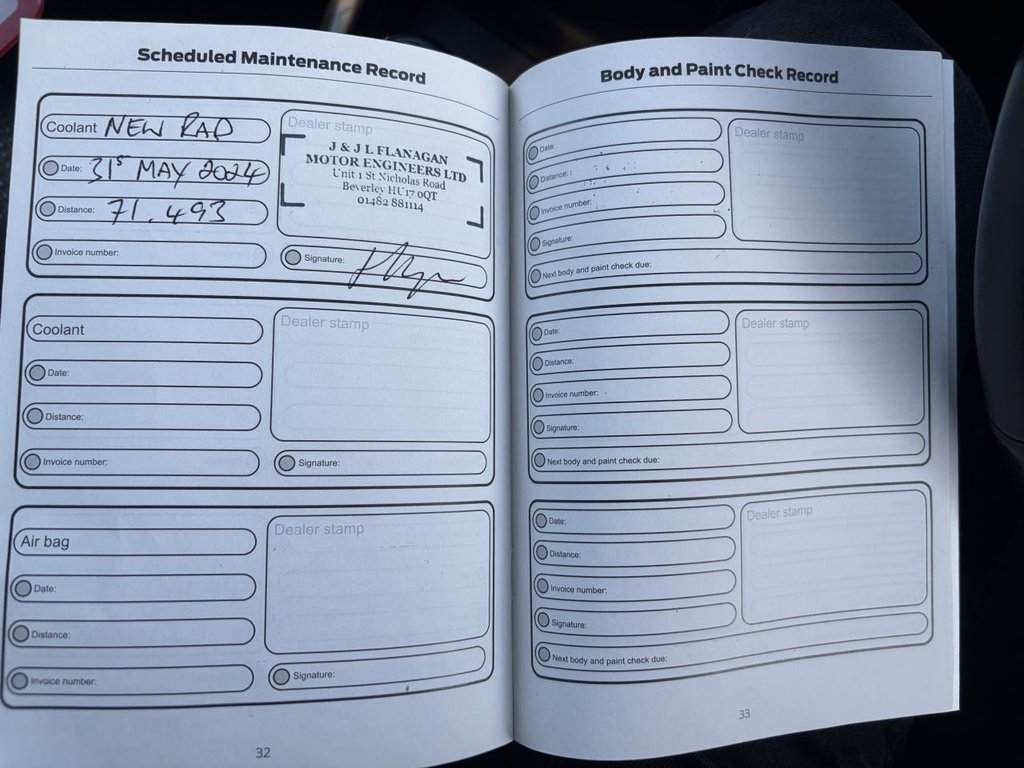 Scheduled Maintenance Record
Coolant NEW RAD
Date: 31st MAY 2024
Distance: 71.493
Invoice number:
Dealer stamp
J & J L FLANAGAN
MOTOR ENGINEERS LTD
Unit 1 St Nicholas Road
Beverley HU17 0QT
01482 881114
Signature:
Coolant
Date:
Distance:
Invoice number:
Dealer stamp
Signature:
Air bag
Date:
Distance:
Invoice number:
Dealer stamp
Signature:
32
Body and Paint Check Record
Date:
Distance:
Invoice number:
Signature:
Next body and paint check due:
Dealer stamp
Date:
Distance:
Invoice number:
Signature:
Next body and paint check due:
Dealer stamp
Date:
Distance:
Invoice number:
Signature:
Next body and paint check due:
Dealer stamp
33